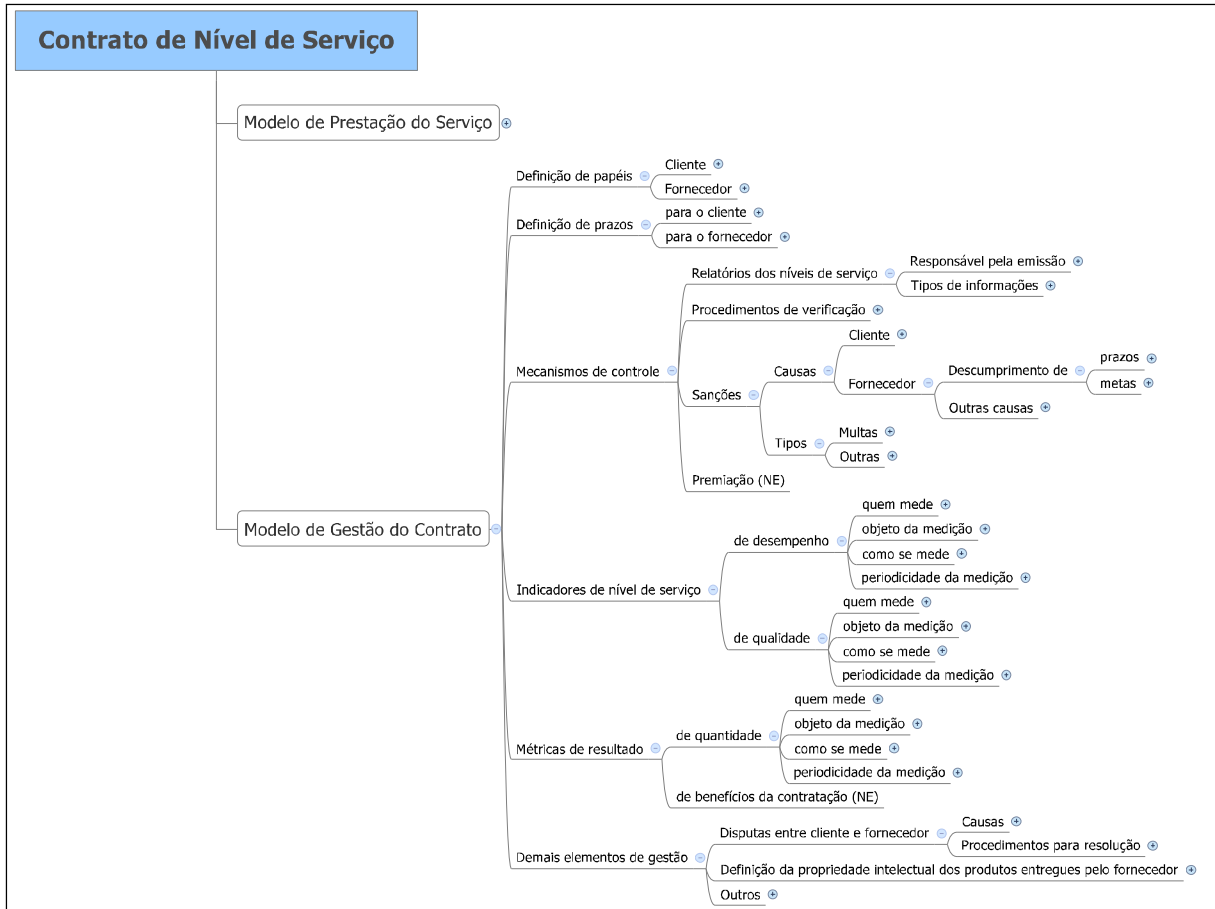 Contrato de Nível de Serviço
Modelo de Prestação do Serviço
Definição de papéis
Cliente
Fornecedor
Definição de prazos
para o cliente
para o fornecedor
Mecanismos de controle
Relatórios dos níveis de serviço
Responsável pela emissão
Tipos de informações
Procedimentos de verificação
Sanções
Causas
Cliente
Fornecedor
Descumprimento de
prazos
metas
Outras causas
Tipos
Multas
Outras
Premiação (NE)
Modelo de Gestão do Contrato
Indicadores de nível de serviço
de desempenho
quem mede
objeto da medição
como se mede
periodicidade da medição
de qualidade
quem mede
objeto da medição
como se mede
periodicidade da medição
Métricas de resultado
de quantidade
quem mede
objeto da medição
como se mede
periodicidade da medição
de benefícios da contratação (NE)
Demais elementos de gestão
Disputas entre cliente e fornecedor
Causas
Procedimentos para resolução
Definição da propriedade intelectual dos produtos entregues pelo fornecedor
Outros